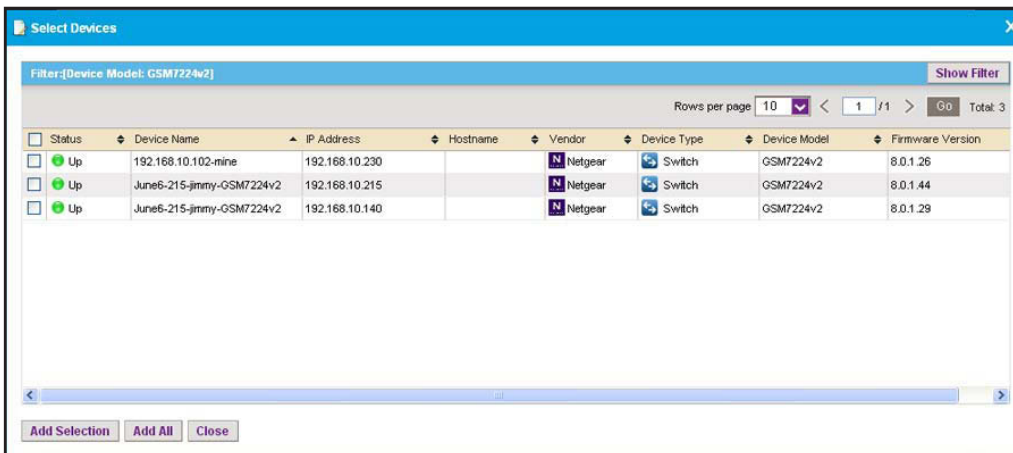 Select Devices
Filter:[Device Model: GSM7224v2] Show Filter
Rows per page 10 < 1 /1 > Go Total: 3
Status Device Name IP Address Hostname Vendor Device Type Device Model Firmware Version
Up 192.168.10.102-mine 192.168.10.230 N Netgear Switch GSM7224v2 8.0.1.26
Up June6-215-jimmy-GSM7224v2 192.168.10.215 N Netgear Switch GSM7224v2 8.0.1.44
Up June6-215-jimmy-GSM7224v2 192.168.10.140 N Netgear Switch GSM7224v2 8.0.1.29
Add Selection Add All Close